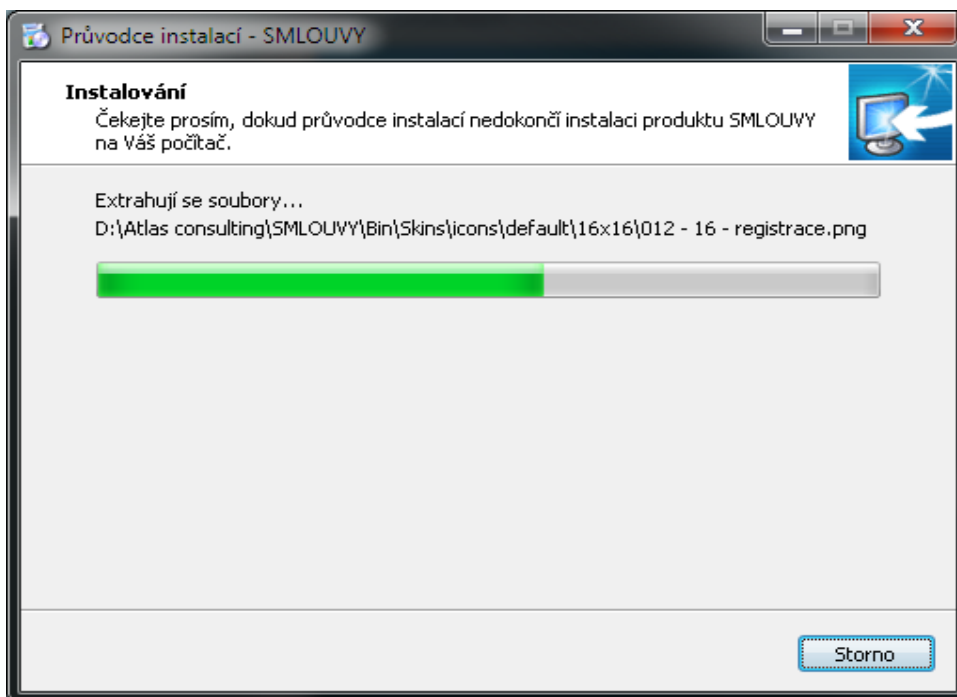 Průvodce instalací - SMLOUVY
Instalování
Čekejte prosím, dokud průvodce instalací nedokončí instalaci produktu SMLOUVY
na Váš počítač.
Extrahují se soubory...
D:\Atlas consulting\SMLOUVY\Bin\Skins\icons\default\16x16\012 - 16 - registrace.png
Storno